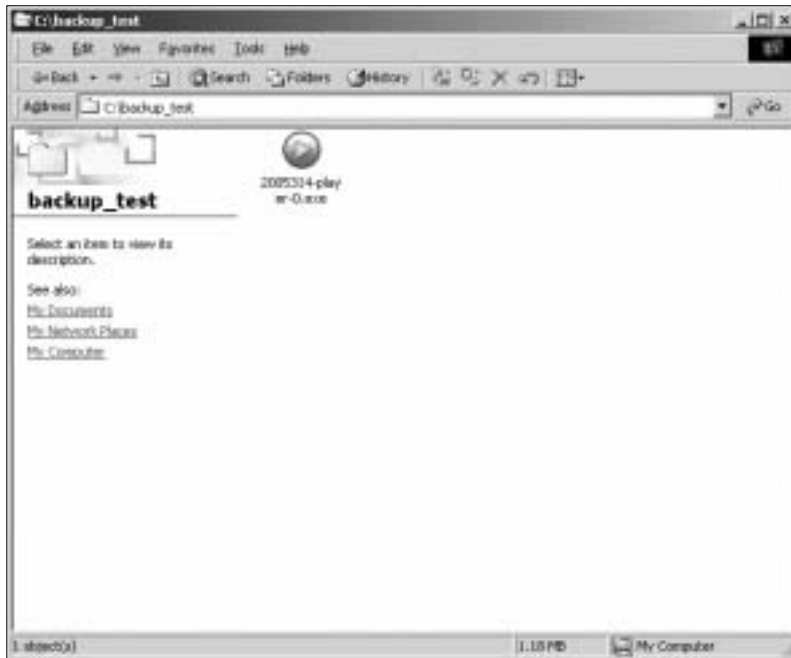 C:\backup_test
File Edit View Favorites Tools Help
Back Search Folders History
Address C:\backup_test Go
2005314-play
er-0.exe
backup_test
Select an item to view its
description.
See also:
My Documents
My Network Places
My Computer
1 object(s) 1.18 MB My Computer